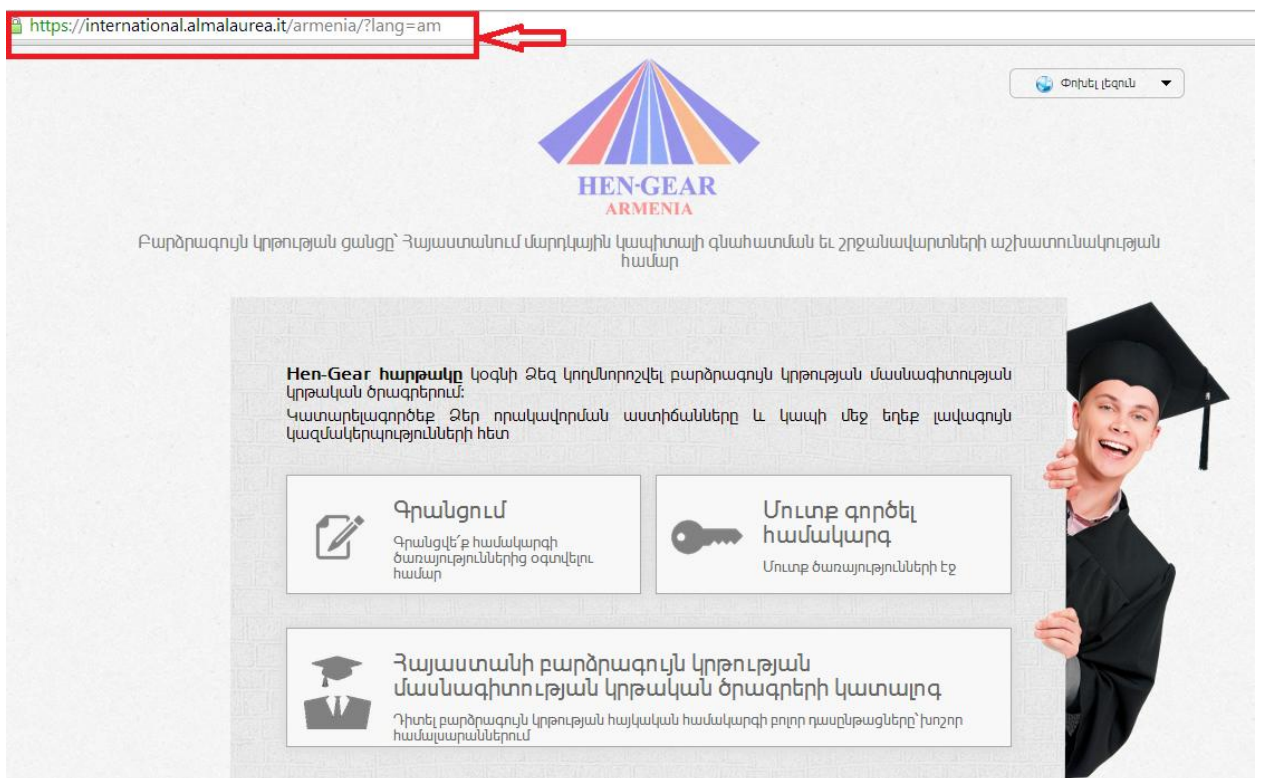 https://international.almalaurea.it/armenia/?lang=am
Փոխել լեզուն
HEN-GEAR
ARMENIA
Բարձրագույն կրթության ցանցը՝ Հայաստանում մարդկային կապիտալի գնահատման եւ շրջանավարտների աշխատունակության
համար
Hen-Gear հարթակը կօգնի Ձեզ կողմնորոշվել բարձրագույն կրթության մասնագիտության
կրթական ծրագրերում:
Կատարելագործեք Ձեր որակավորման աստիճանները և կապի մեջ եղեք լավագույն
կազմակերպությունների հետ
Գրանցում
Գրանցվե՛ք համակարգի
ծառայություններից օգտվելու
համար
Մուտք գործել
համակարգ
Մուտք ծառայությունների էջ
Հայաստանի բարձրագույն կրթության
մասնագիտության կրթական ծրագրերի կատալոգ
Դիտել բարձրագույն կրթության հայկական համակարգի բոլոր դասընթացները՝ խոշոր
համալսարաններում